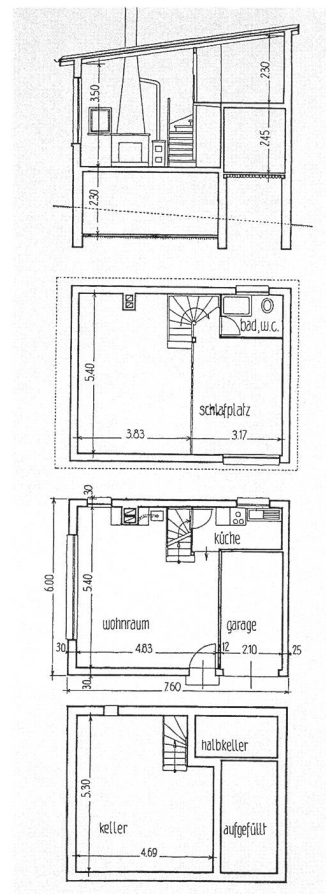 3.50
2.30
2.45
2.30
bad,w.c.
5.40
schlafplatz
3.83
3.17
30
küche
6.00
5.40
wohnraum
garage
30
4.83
12
2.10
25
30
7.60
halbkeller
5.30
keller
aufgefüllt
4.69